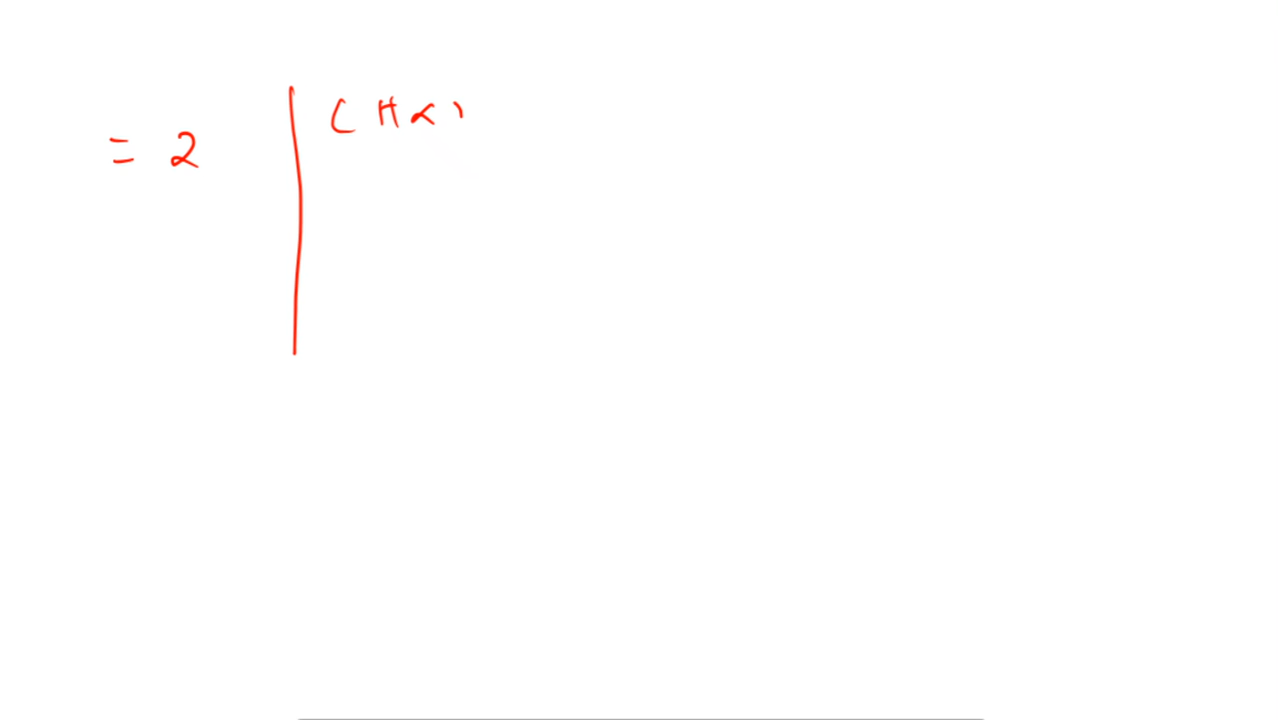 = 2 | (1+α)